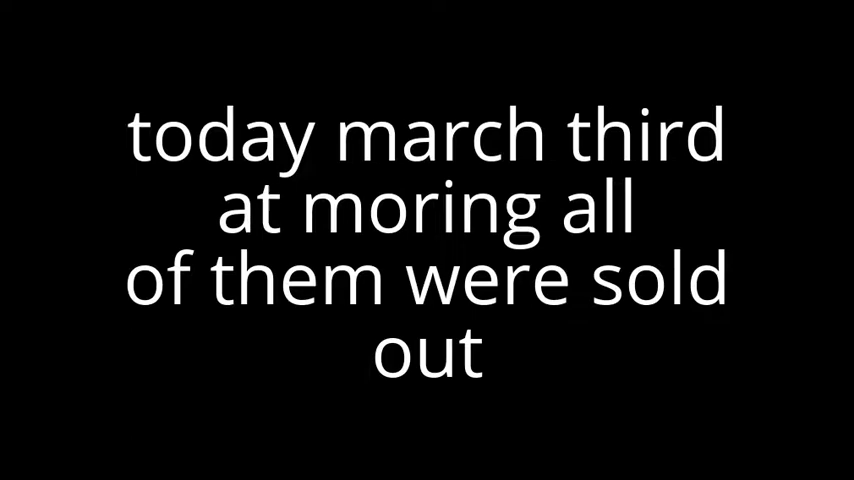 today march third
at moring all
of them were sold
out